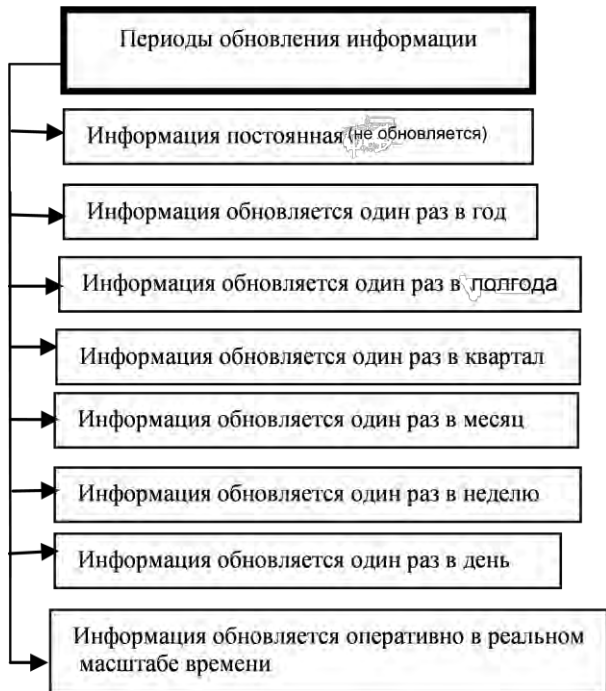 Периоды обновления информации
Информация постоянная (не обновляется)
Информация обновляется один раз в год
Информация обновляется один раз в полгода
Информация обновляется один раз в квартал
Информация обновляется один раз в месяц
Информация обновляется один раз в неделю
Информация обновляется один раз в день
Информация обновляется оперативно в реальном
масштабе времени